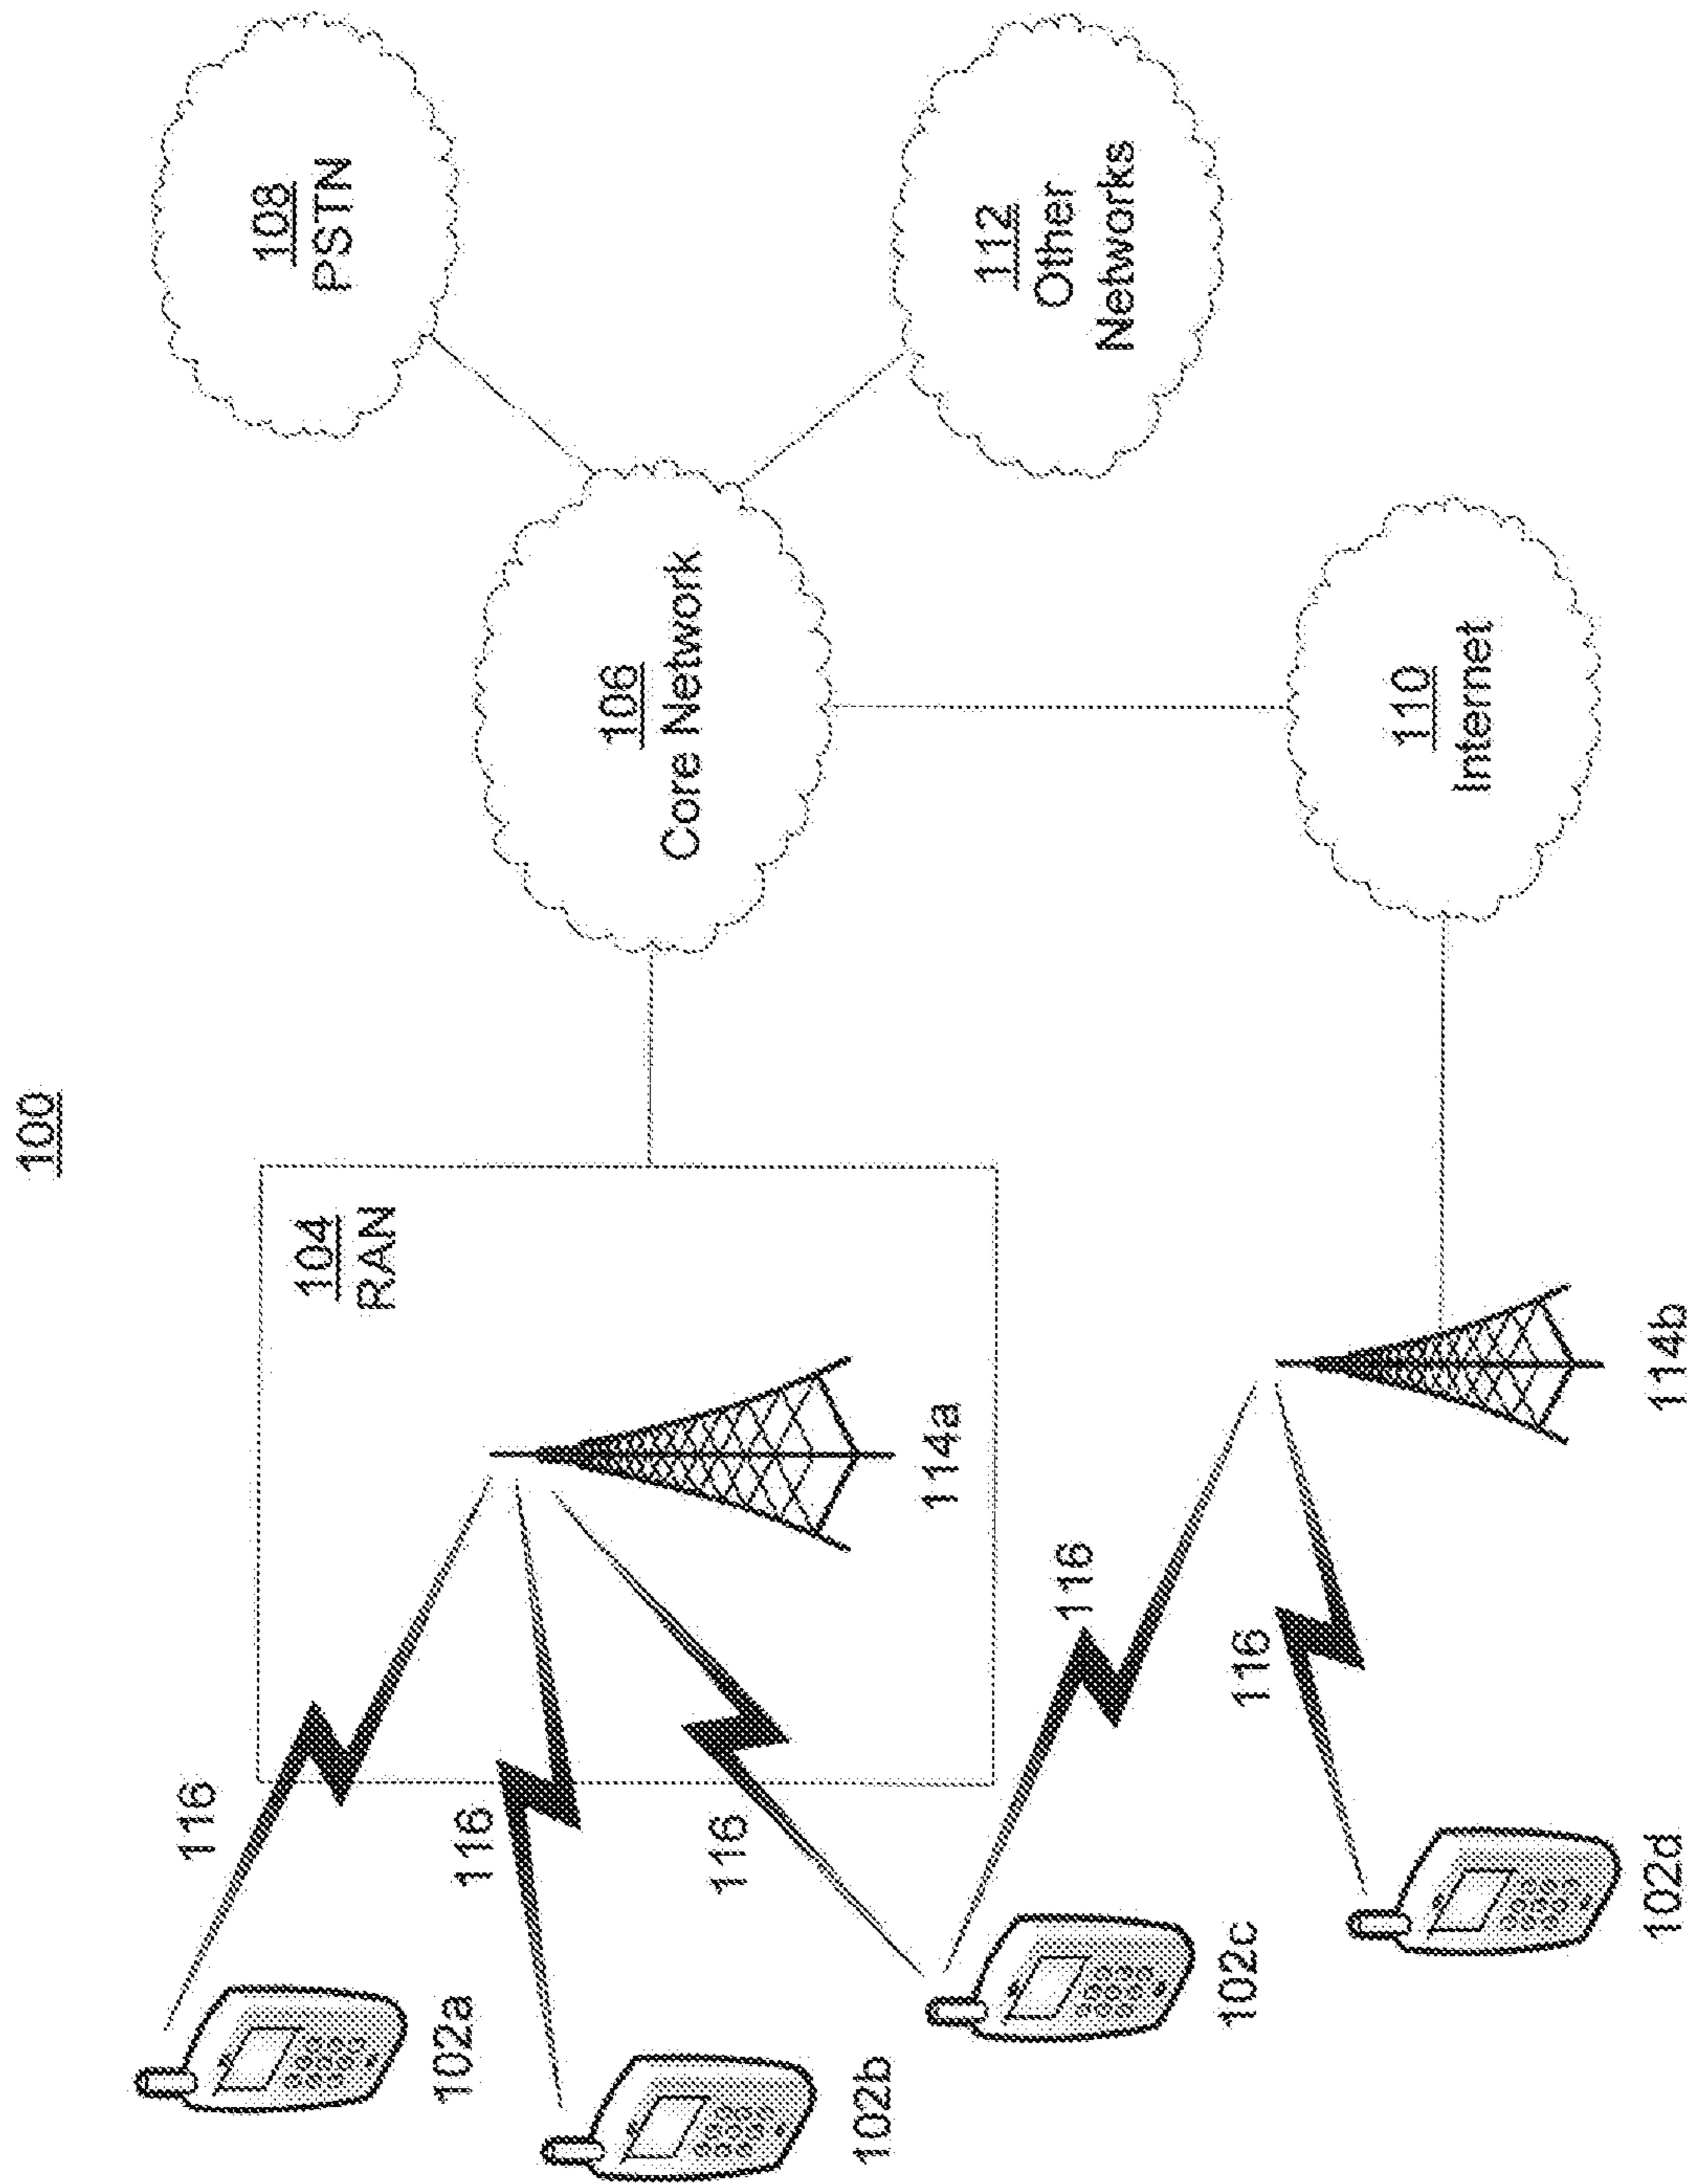 100
108
PSTN
104
RAN
106
Core Network
112
Other
Networks
116
102a
116
102b
116
114a
102c
116
116
110
Internet
102d
114b